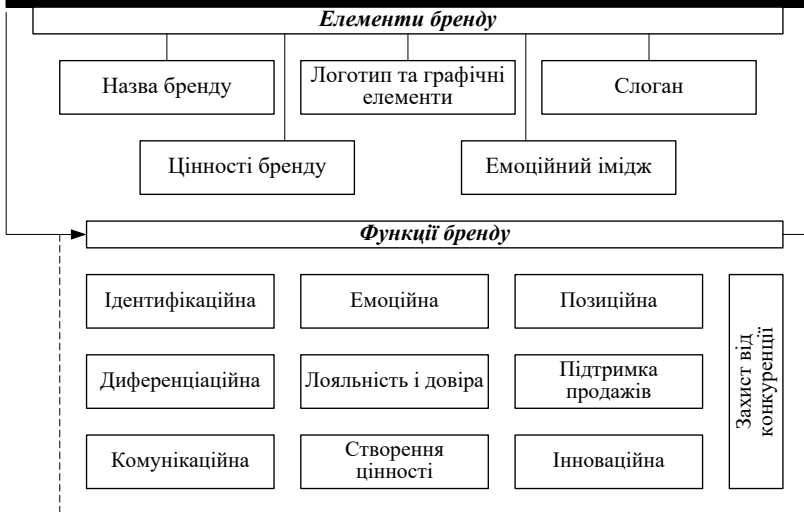 Елементи бренду
Назва бренду
Логотип та графічні
елементи
Слоган
Цінності бренду
Емоційний імідж
Функції бренду
Ідентифікаційна
Емоційна
Позиційна
Диференціаційна
Лояльність і довіра
Підтримка
продажів
Комунікаційна
Створення
цінності
Інноваційна
Захист від
конкуренції